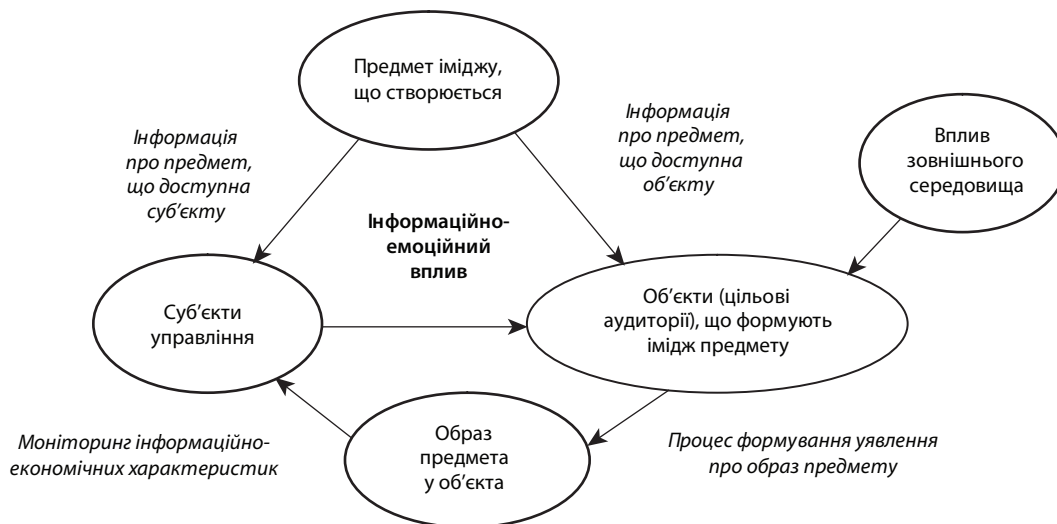 Предмет іміджу,
що створюється
Інформація
про предмет,
що доступна
суб’єкту
Інформація
про предмет,
що доступна
об’єкту
Вплив
зовнішнього
середовища
Інформаційно-
емоційний
вплив
Суб’єкти
управління
Об’єкти (цільові
аудиторії), що формують
імідж предмету
Моніторинг інформаційно-
економічних характеристик
Образ
предмета
у об’єкта
Процес формування уявлення
про образ предмету